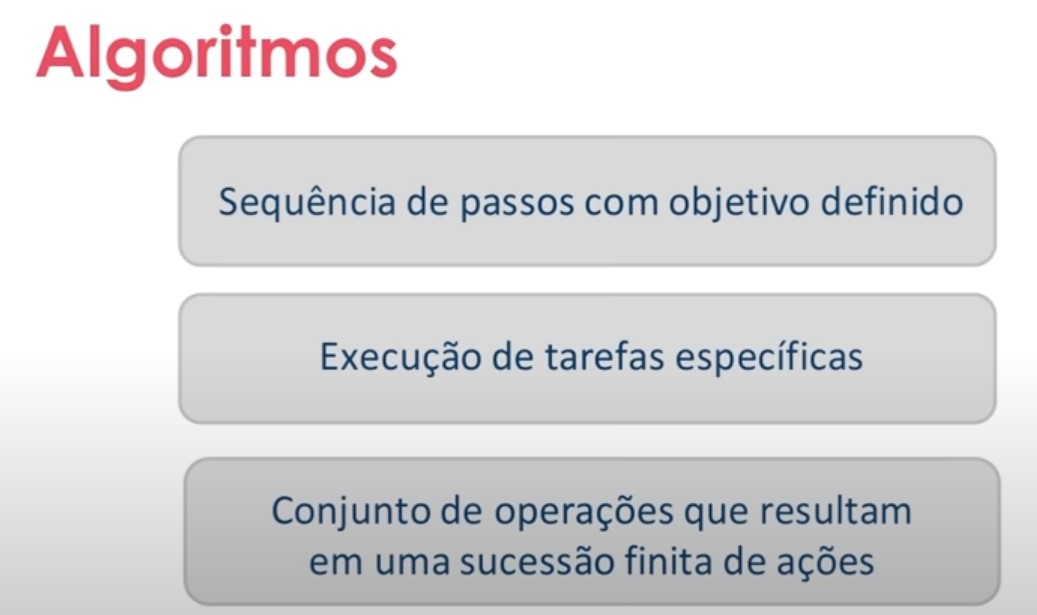 Algoritmos
Sequência de passos com objetivo definido
Execução de tarefas específicas
Conjunto de operações que resultam
em uma sucessão finita de ações